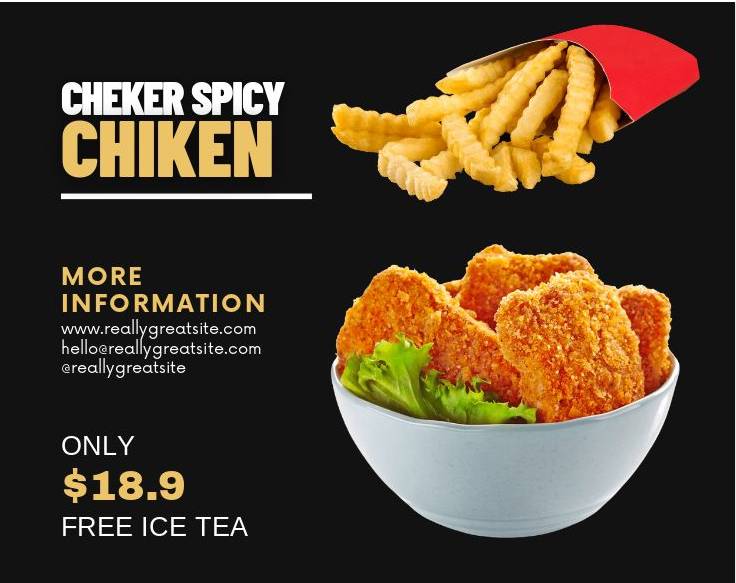 CHEKER SPICY
CHIKEN
MORE
INFORMATION
www.reallygreatsite.com
hello@reallygreatsite.com
@reallygreatsite
ONLY
$18.9
FREE ICE TEA